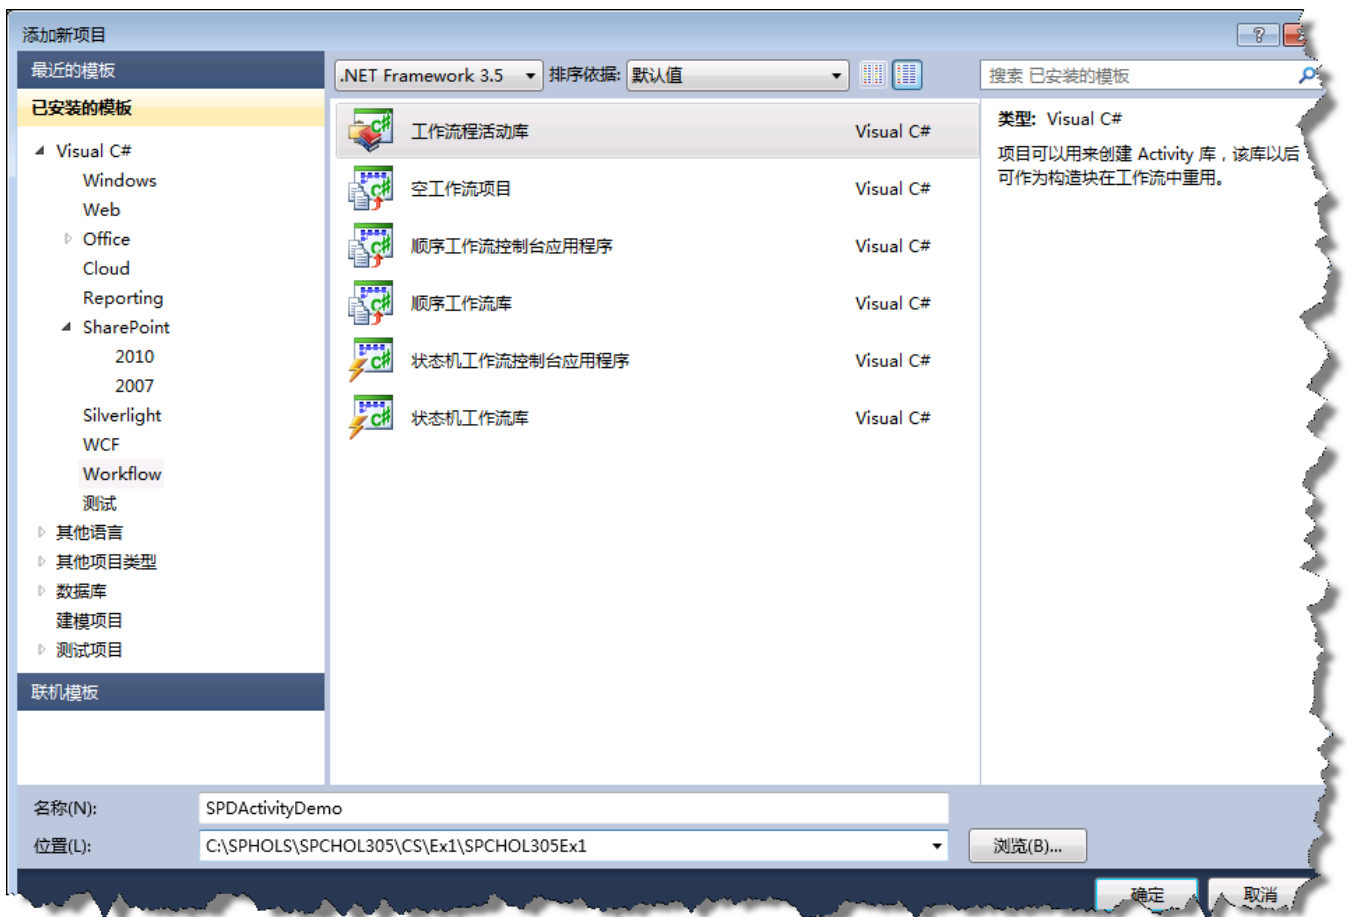 添加新项目
最近的模板
.NET Framework 3.5 排序依据: 默认值
搜索 已安装的模板
已安装的模板
Visual C#
Windows
Web
Office
Cloud
Reporting
SharePoint
2010
2007
Silverlight
WCF
Workflow
测试
其他语言
其他项目类型
数据库
建模项目
测试项目
联机模板
工作流程活动库 Visual C#
空工作流项目 Visual C#
顺序工作流控制台应用程序 Visual C#
顺序工作流库 Visual C#
状态机工作流控制台应用程序 Visual C#
状态机工作流库 Visual C#
类型: Visual C#
项目可以用来创建 Activity 库，该库以后
可作为构造块在工作流中重用。
名称(N): SPDActivityDemo
位置(L): C:\SPHOLS\SPCHOL305\CS\Ex1\SPCHOL305Ex1
浏览(B)...
确定 取消